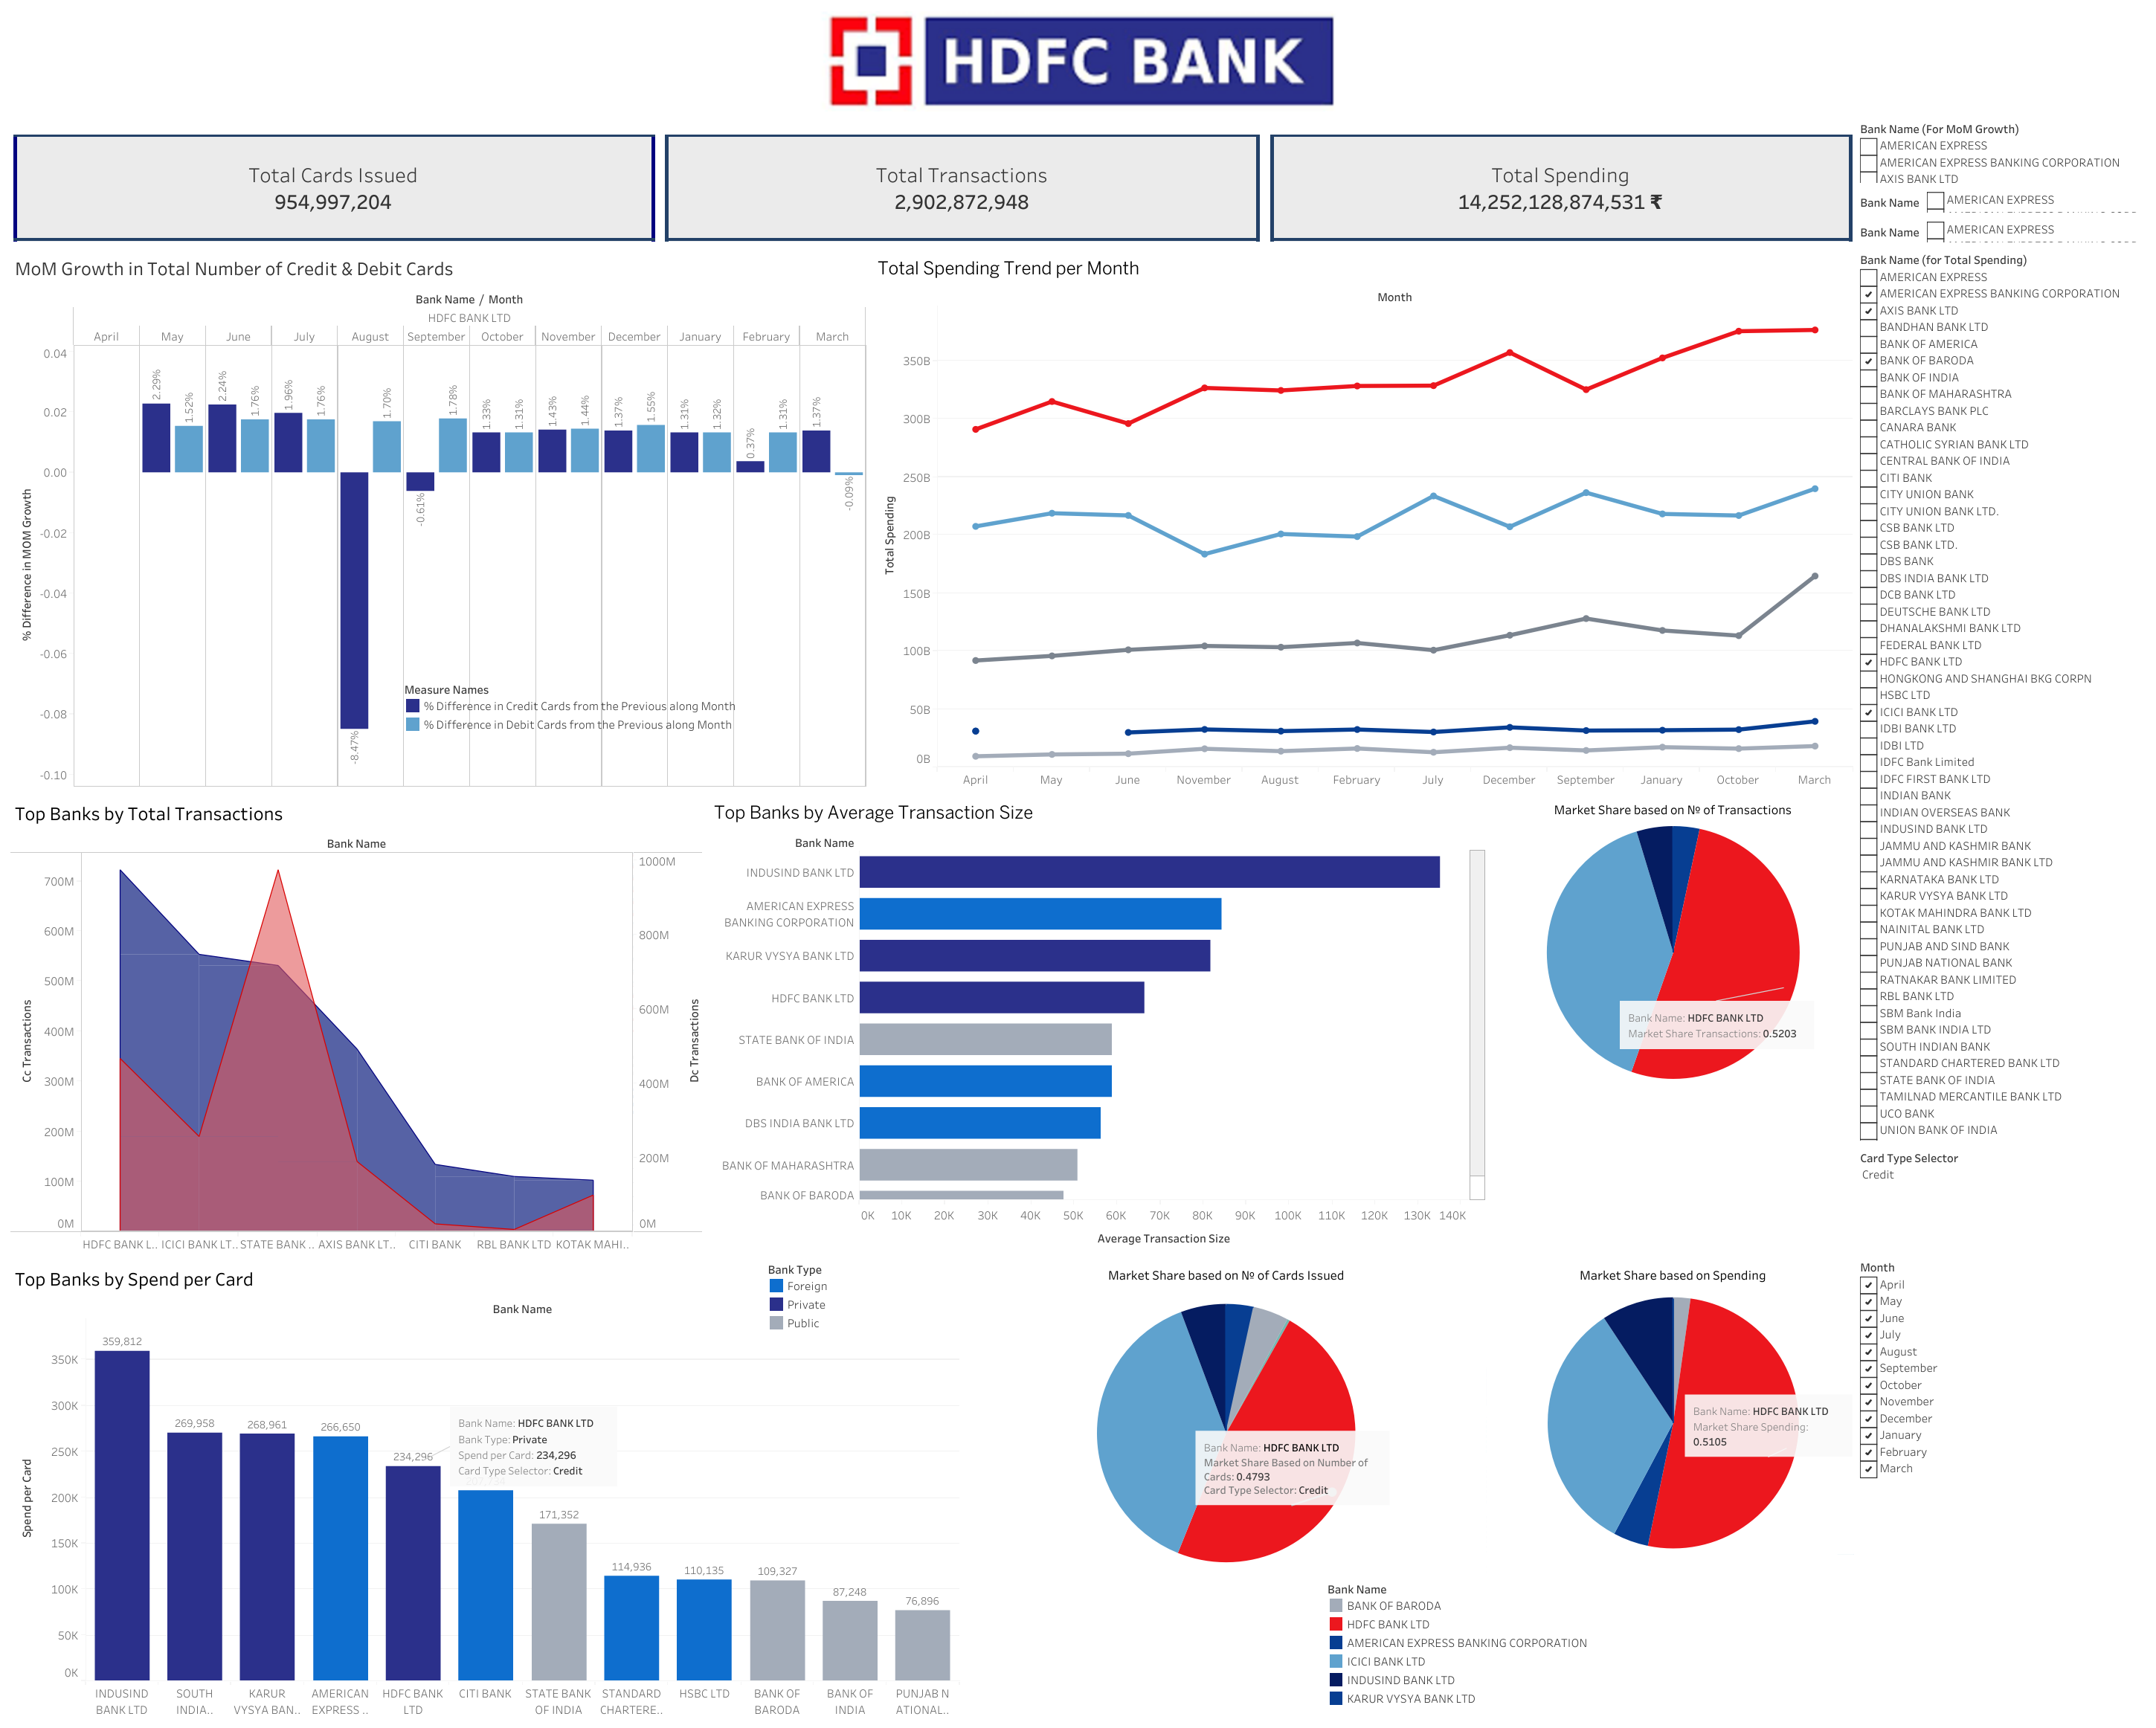 HDFC BANK
Total Cards Issued
954,997,204
Total Transactions
2,902,872,948
Total Spending
14,252,128,874,531 ₹
Bank Name (For MoM Growth)
AMERICAN EXPRESS
AMERICAN EXPRESS BANKING CORPORATION
AXIS BANK LTD
Bank Name AMERICAN EXPRESS
Bank Name AMERICAN EXPRESS
MoM Growth in Total Number of Credit & Debit Cards
Bank Name / Month
HDFC BANK LTD
April May June July August September October November December January February March
% Difference in MOM Growth
0.04
0.02
0.00
-0.02
-0.04
-0.06
-0.08
-0.10
2.29% 1.52% 2.24% 1.76% 1.96% 1.76% -8.47% 1.70% -0.61% 1.78% 1.33% 1.31% 1.43% 1.44% 1.37% 1.55% 1.31% 1.32% 0.37% 1.31% 1.37% -0.09%
Measure Names
% Difference in Credit Cards from the Previous along Month
% Difference in Debit Cards from the Previous along Month
Total Spending Trend per Month
Month
Total Spending
350B
300B
250B
200B
150B
100B
50B
0B
April May June November August February July December September January October March
Bank Name (for Total Spending)
AMERICAN EXPRESS
AMERICAN EXPRESS BANKING CORPORATION
AXIS BANK LTD
BANDHAN BANK LTD
BANK OF AMERICA
BANK OF BARODA
BANK OF INDIA
BANK OF MAHARASHTRA
BARCLAYS BANK PLC
CANARA BANK
CATHOLIC SYRIAN BANK LTD
CENTRAL BANK OF INDIA
CITI BANK
CITY UNION BANK
CITY UNION BANK LTD.
CSB BANK LTD
CSB BANK LTD.
DBS BANK
DBS INDIA BANK LTD
DCB BANK LTD
DEUTSCHE BANK LTD
DHANALAKSHMI BANK LTD
FEDERAL BANK LTD
HDFC BANK LTD
HONGKONG AND SHANGHAI BKG CORPN
HSBC LTD
ICICI BANK LTD
IDBI BANK LTD
IDBI LTD
IDFC Bank Limited
IDFC FIRST BANK LTD
INDIAN BANK
INDIAN OVERSEAS BANK
INDUSIND BANK LTD
JAMMU AND KASHMIR BANK
JAMMU AND KASHMIR BANK LTD
KARNATAKA BANK LTD
KARUR VYSYA BANK LTD
KOTAK MAHINDRA BANK LTD
NAINITAL BANK LTD
PUNJAB AND SIND BANK
PUNJAB NATIONAL BANK
RATNAKAR BANK LIMITED
RBL BANK LTD
SBM Bank India
SBM BANK INDIA LTD
SOUTH INDIAN BANK
STANDARD CHARTERED BANK LTD
STATE BANK OF INDIA
TAMILNAD MERCANTILE BANK LTD
UCO BANK
UNION BANK OF INDIA
Card Type Selector
Credit
Top Banks by Total Transactions
Bank Name
Cc Transactions
700M
600M
500M
400M
300M
200M
100M
0M
1000M
800M
600M
400M
200M
0M
Dc Transactions
HDFC BANK L.. ICICI BANK LT.. STATE BANK .. AXIS BANK LT.. CITI BANK RBL BANK LTD KOTAK MAHI..
Top Banks by Average Transaction Size
Bank Name
INDUSIND BANK LTD
AMERICAN EXPRESS
BANKING CORPORATION
KARUR VYSYA BANK LTD
HDFC BANK LTD
STATE BANK OF INDIA
BANK OF AMERICA
DBS INDIA BANK LTD
BANK OF MAHARASHTRA
BANK OF BARODA
0K 10K 20K 30K 40K 50K 60K 70K 80K 90K 100K 110K 120K 130K 140K
Average Transaction Size
Market Share based on Nº of Transactions
Bank Name: HDFC BANK LTD
Market Share Transactions: 0.5203
Top Banks by Spend per Card
Bank Name
Spend per Card
350K
300K
250K
200K
150K
100K
50K
0K
359,812
269,958
268,961
266,650
234,296
171,352
114,936
110,135
109,327
87,248
76,896
Bank Name: HDFC BANK LTD
Bank Type: Private
Spend per Card: 234,296
Card Type Selector: Credit
INDUSIND SOUTH KARUR AMERICAN HDFC BANK CITI BANK STATE BANK STANDARD HSBC LTD BANK OF BANK OF PUNJAB N
BANK LTD INDIA.. VYSYA BAN.. EXPRESS .. LTD OF INDIA CHARTERE.. BARODA INDIA ATIONAL..
Bank Type
Foreign
Private
Public
Market Share based on Nº of Cards Issued
Bank Name: HDFC BANK LTD
Market Share Based on Number of
Cards: 0.4793
Card Type Selector: Credit
Market Share based on Spending
Bank Name: HDFC BANK LTD
Market Share Spending:
0.5105
Bank Name
BANK OF BARODA
HDFC BANK LTD
AMERICAN EXPRESS BANKING CORPORATION
ICICI BANK LTD
INDUSIND BANK LTD
KARUR VYSYA BANK LTD
Month
April
May
June
July
August
September
October
November
December
January
February
March